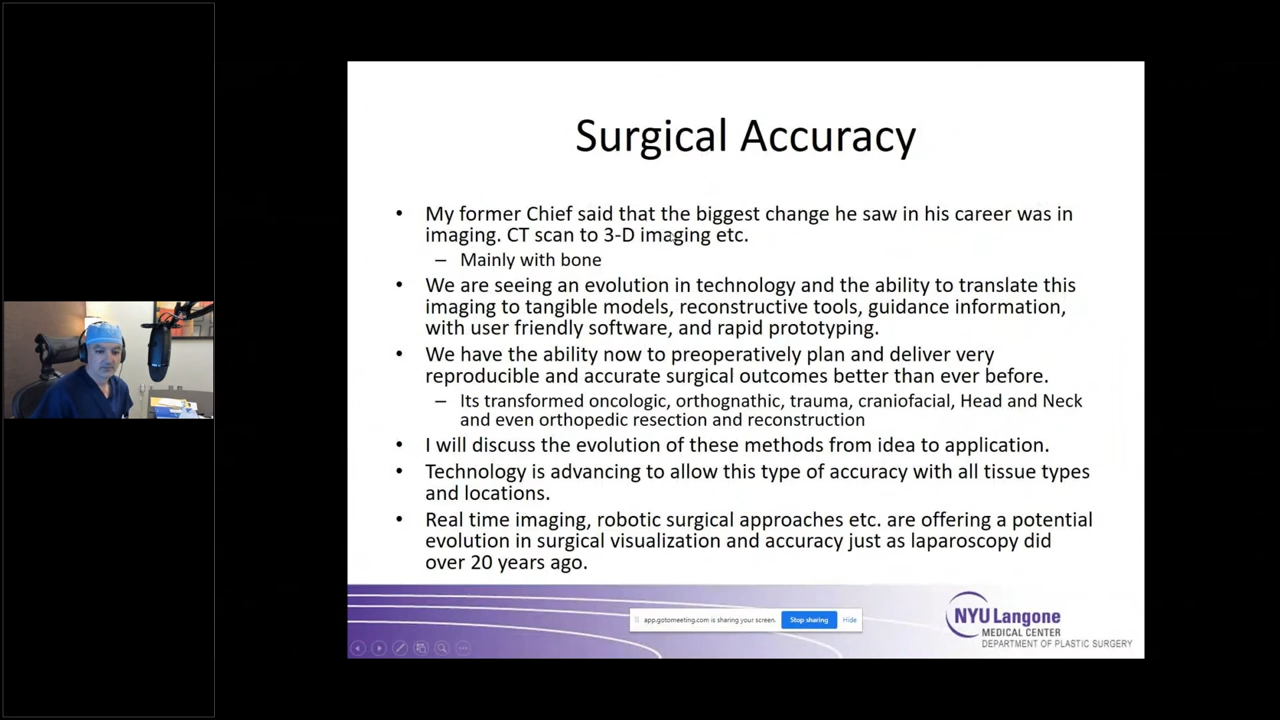 Surgical Accuracy
• My former Chief said that the biggest change he saw in his career was in
imaging. CT scan to 3-D imaging etc.
– Mainly with bone
• We are seeing an evolution in technology and the ability to translate this
imaging to tangible models, reconstructive tools, guidance information,
with user friendly software, and rapid prototyping.
• We have the ability now to preoperatively plan and deliver very
reproducible and accurate surgical outcomes better than ever before.
– Its transformed oncologic, orthognathic, trauma, craniofacial, Head and Neck
and even orthopedic resection and reconstruction
• I will discuss the evolution of these methods from idea to application.
• Technology is advancing to allow this type of accuracy with all tissue types
and locations.
• Real time imaging, robotic surgical approaches etc. are offering a potential
evolution in surgical visualization and accuracy just as laparoscopy did
over 20 years ago.
app.gotomeeting.com is sharing your screen. Stop sharing Hide
NYU Langone
MEDICAL CENTER
DEPARTMENT OF PLASTIC SURGERY